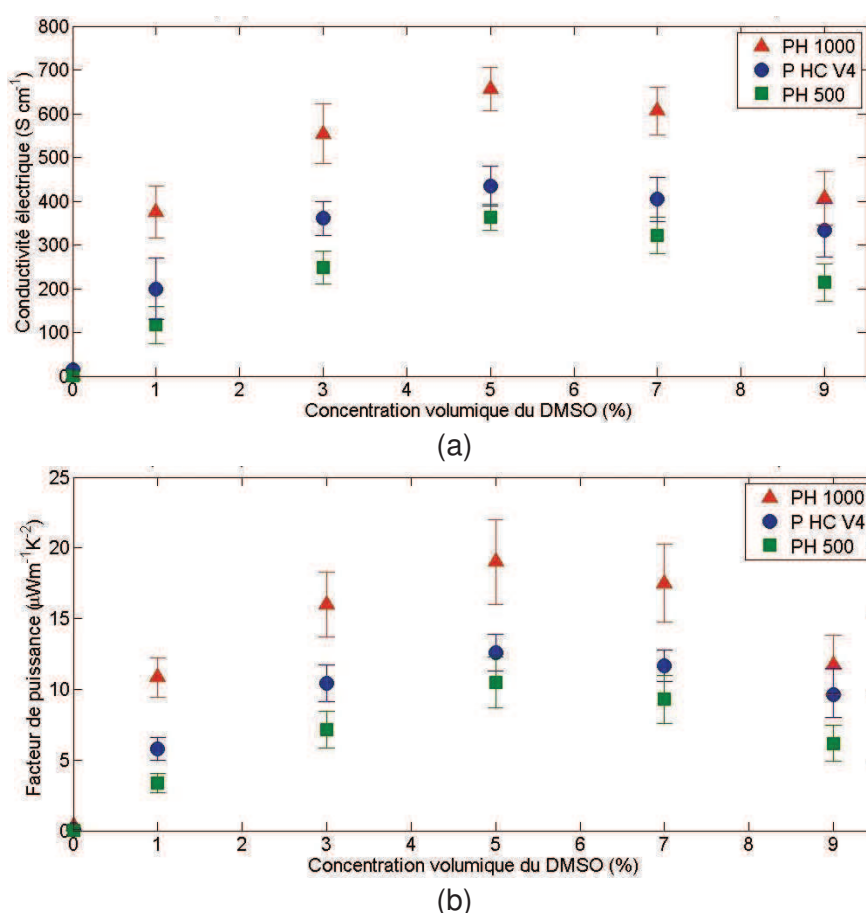 800
700
600
500
400
300
200
100
0
Conductivité électrique (S cm-1)
PH 1000
P HC V4
PH 500
0 1 2 3 4 5 6 7 8 9
Concentration volumique du DMSO (%)
(a)
25
20
15
10
5
0
Facteur de puissance (µWm-1K-2)
PH 1000
P HC V4
PH 500
0 1 2 3 4 5 6 7 8 9
Concentration volumique du DMSO (%)
(b)